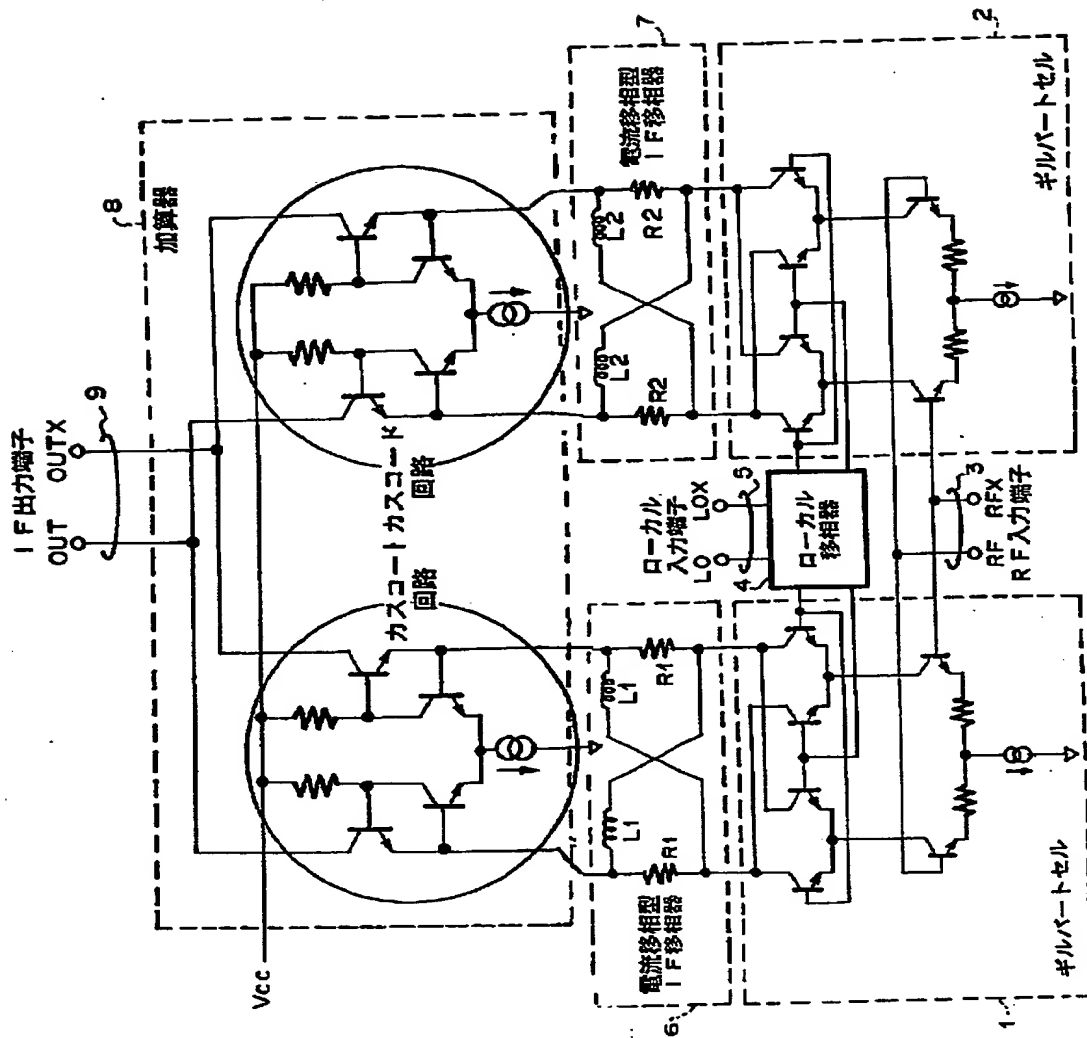 IF出力端子
OUT
OUTX
9
8
加算器
Vcc
カスコードカスコード
回路
回路
7
電流移相型
IF移相器
L2
L2
R2
R2
電流移相型
IF移相器
6
L1
L1
R1
R1
ローカル
入力端子
LO
LOX
5
4
ローカル
移相器
3
RF
RFX
RF入力端子
1
ギルバートセル
2
ギルバートセル